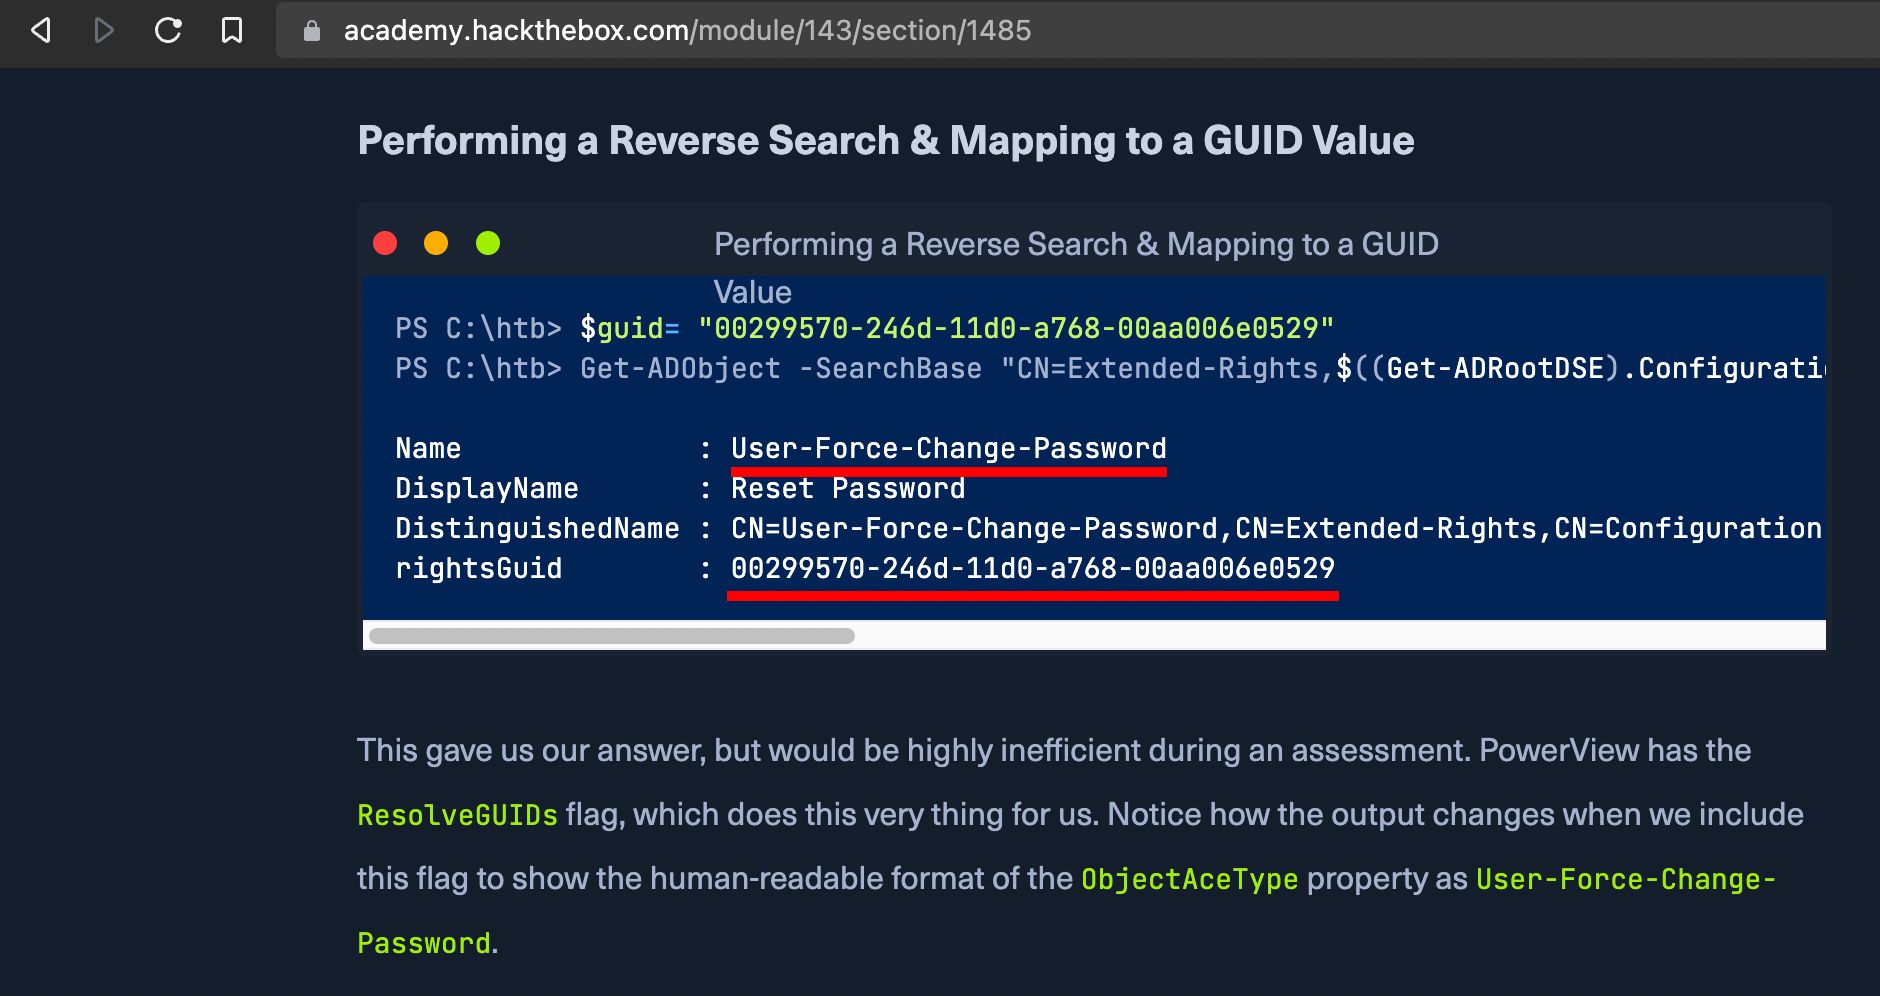 academy.hackthebox.com/module/143/section/1485
Performing a Reverse Search & Mapping to a GUID Value
Performing a Reverse Search & Mapping to a GUID
Value
PS C:\htb> $guid= "00299570-246d-11d0-a768-00aa006e0529"
PS C:\htb> Get-ADObject -SearchBase "CN=Extended-Rights,$((Get-ADRootDSE).Configurati
Name : User-Force-Change-Password
DisplayName : Reset Password
DistinguishedName : CN=User-Force-Change-Password,CN=Extended-Rights,CN=Configuration
rightsGuid : 00299570-246d-11d0-a768-00aa006e0529
This gave us our answer, but would be highly inefficient during an assessment. PowerView has the
ResolveGUIDs flag, which does this very thing for us. Notice how the output changes when we include
this flag to show the human-readable format of the ObjectAceType property as User-Force-Change-
Password.